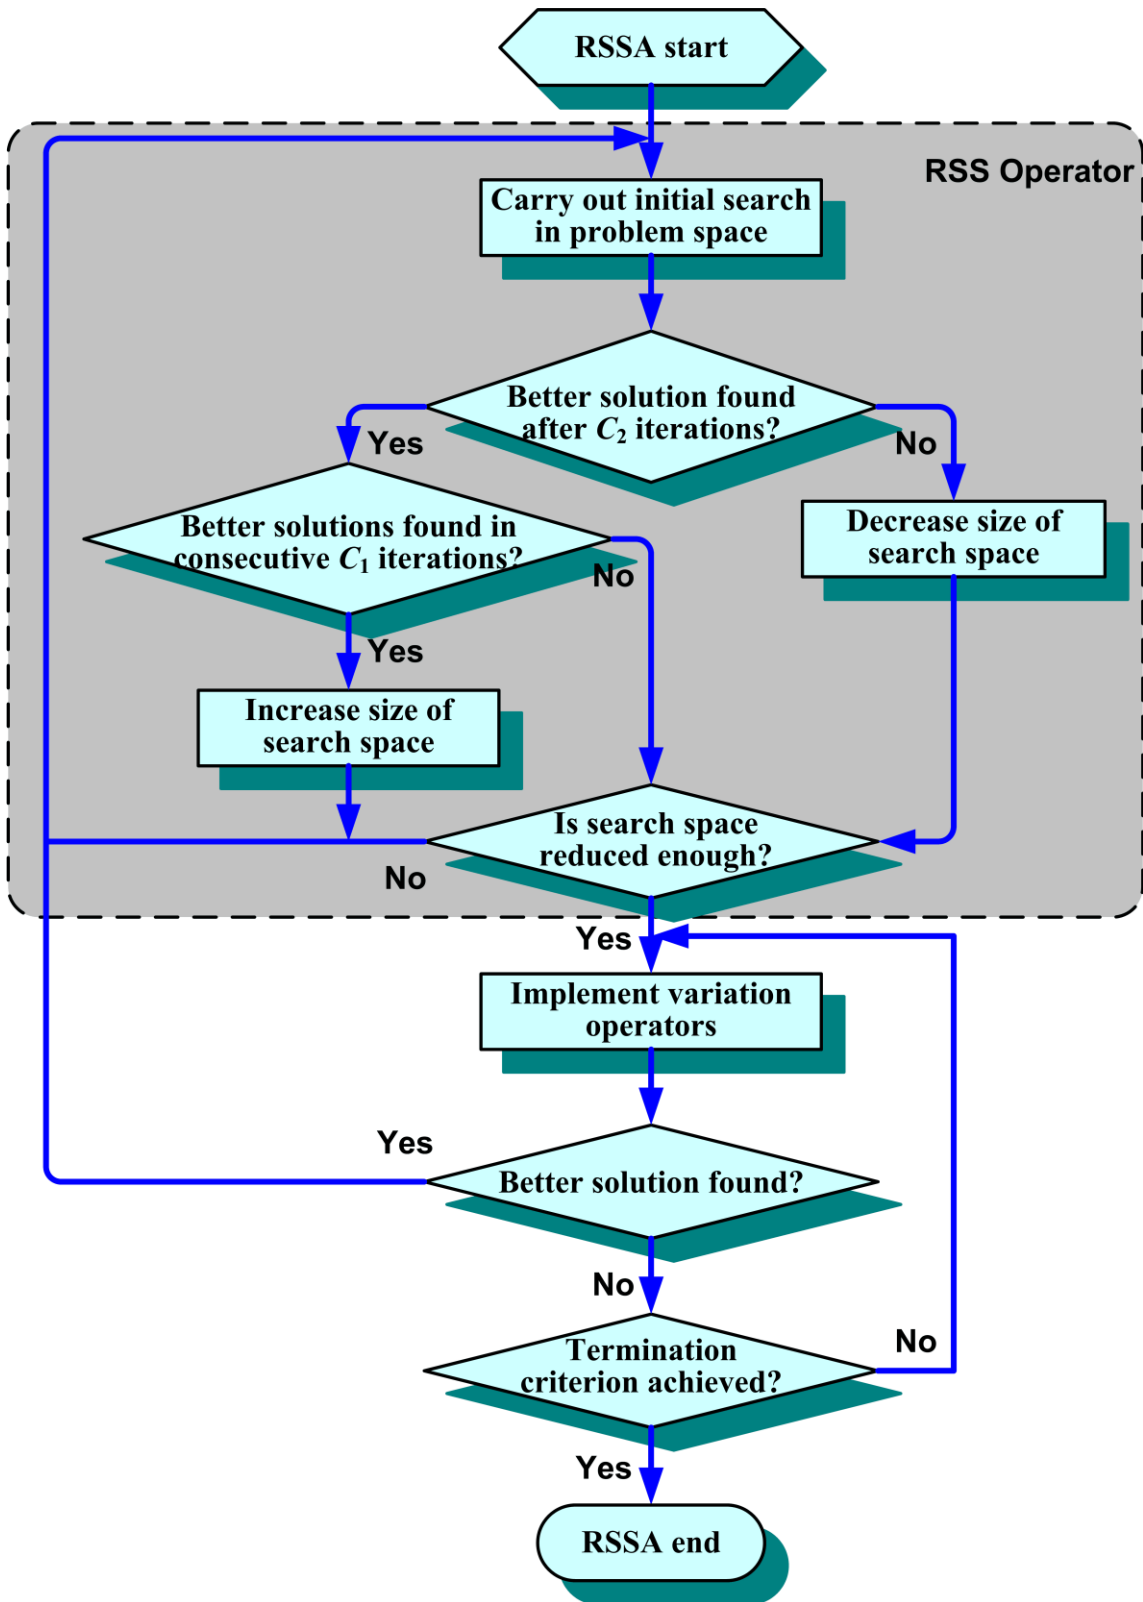 RSSA start
RSS Operator
Carry out initial search
in problem space
Better solution found
after C₂ iterations?
Yes
No
Better solutions found in
consecutive C₁ iterations?
Decrease size of
search space
No
Yes
Increase size of
search space
Is search space
reduced enough?
No
Yes
Implement variation
operators
Yes
Better solution found?
No
Termination
criterion achieved?
No
Yes
RSSA end